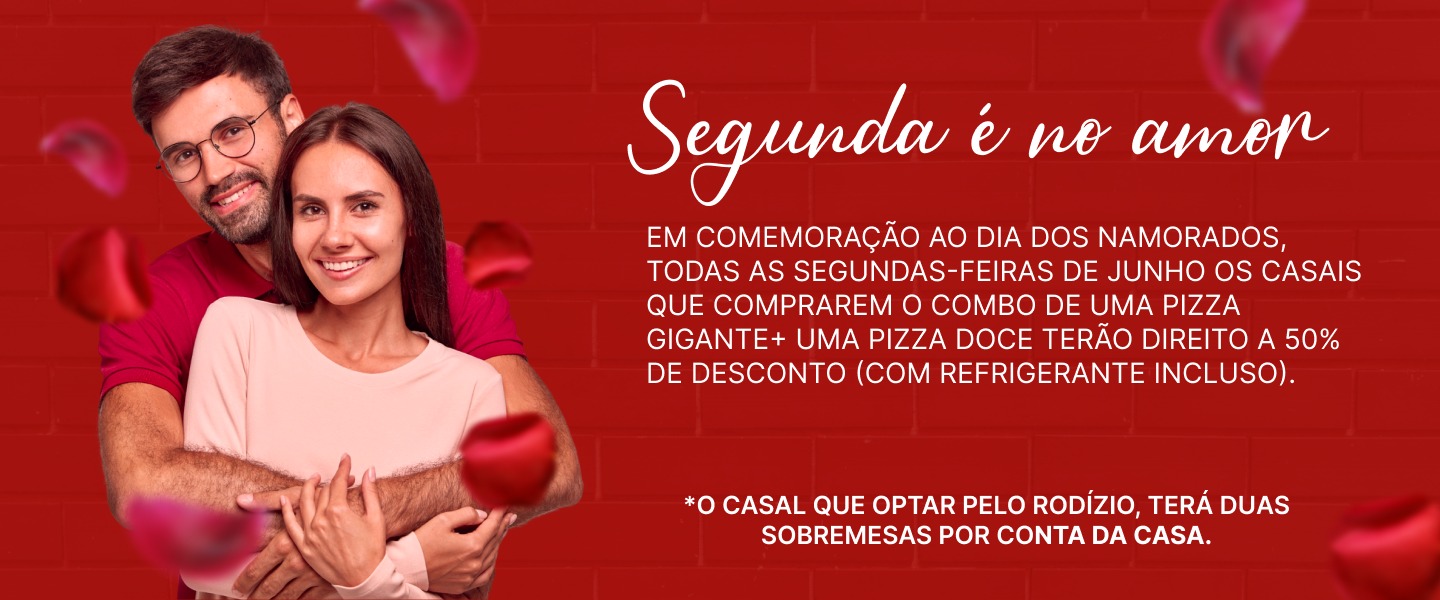 Segunda é no amor
EM COMEMORAÇÃO AO DIA DOS NAMORADOS,
TODAS AS SEGUNDAS-FEIRAS DE JUNHO OS CASAIS
QUE COMPRAREM O COMBO DE UMA PIZZA
GIGANTE+ UMA PIZZA DOCE TERÃO DIREITO A 50%
DE DESCONTO (COM REFRIGERANTE INCLUSO).
*O CASAL QUE OPTAR PELO RODÍZIO, TERÁ DUAS
SOBREMESAS POR CONTA DA CASA.